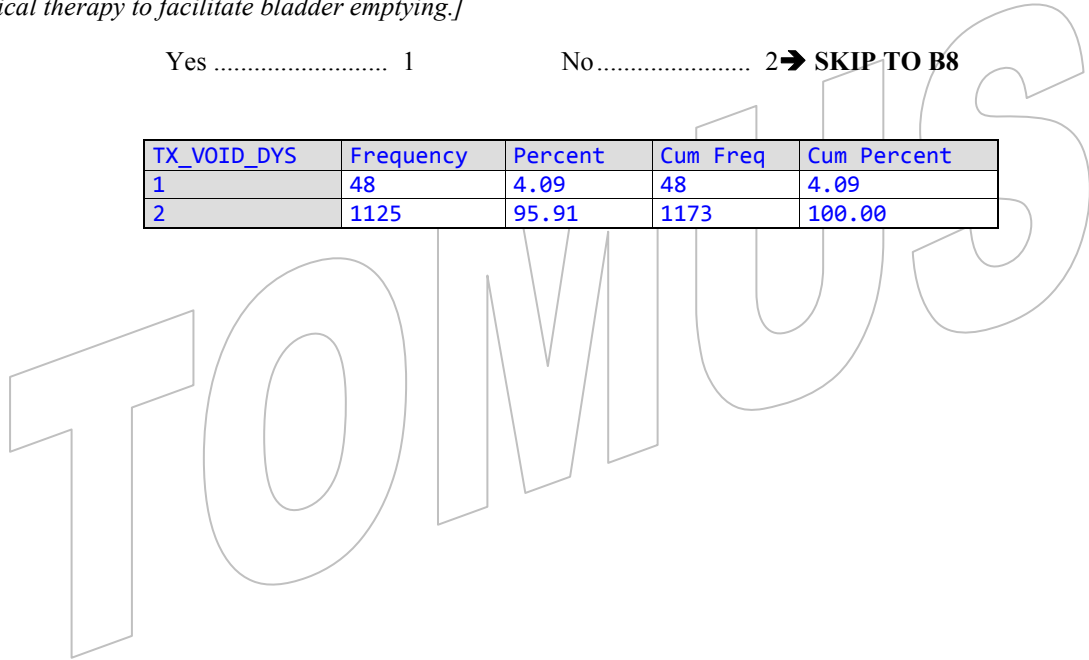 ical therapy to facilitate bladder emptying.]
Yes .......................... 1 No....................... 2➔ SKIP TO B8
TX_VOID_DYS Frequency Percent Cum Freq Cum Percent
1 48 4.09 48 4.09
2 1125 95.91 1173 100.00
TOMUS